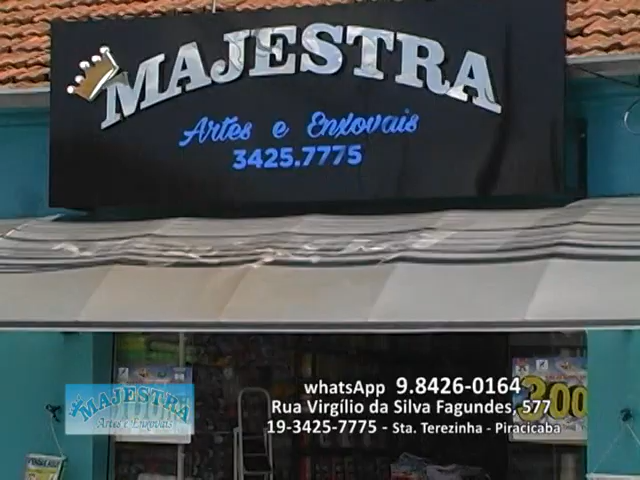 MAJESTRA
Artes e Enxovais
3425.7775
whatsApp 9.8426-0164
Rua Virgílio da Silva Fagundes, 577
19-3425-7775 - Sta. Terezinha - Piracicaba
MAJESTRA
Artes e Enxovais
200